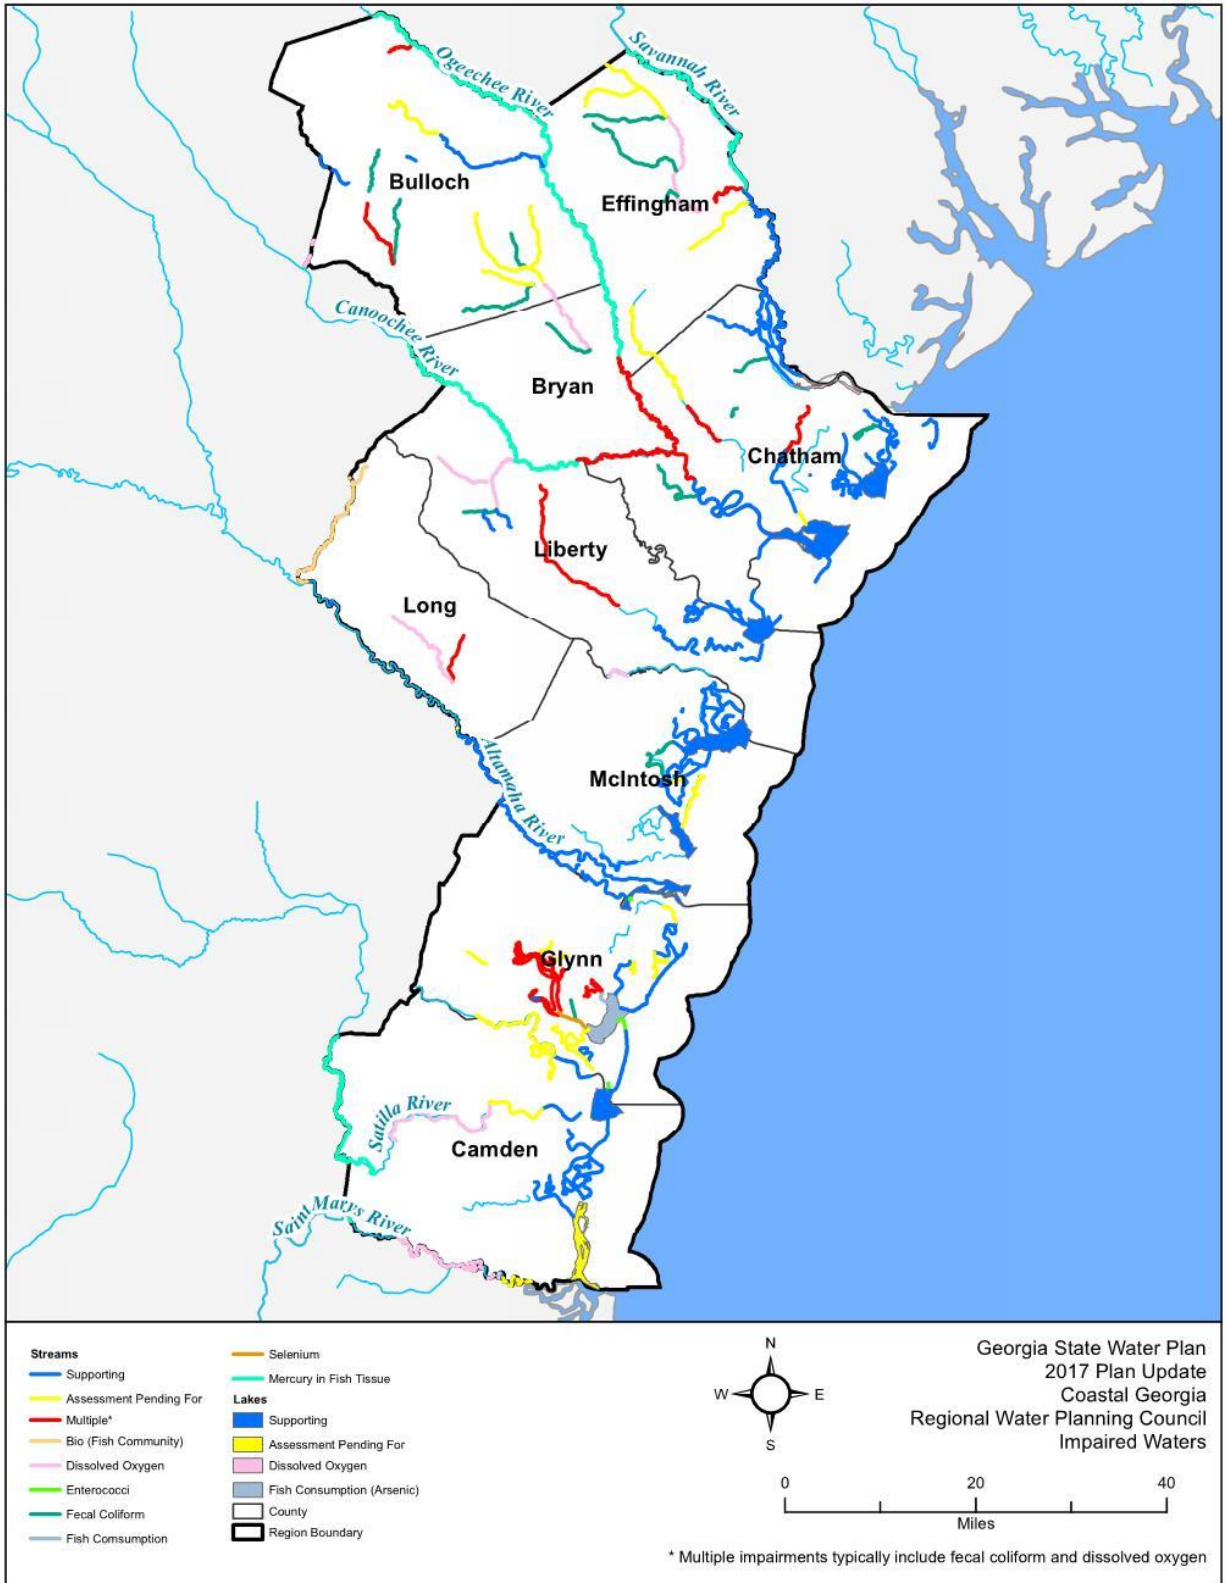 Ogeechee River
Savannah River
Bulloch
Effingham
Canoochee River
Bryan
Chatham
Liberty
Long
Altamaha River
McIntosh
Glynn
Satilla River
Camden
Saint Marys River
Streams
Supporting
Assessment Pending For
Multiple*
Bio (Fish Community)
Dissolved Oxygen
Enterococci
Fecal Coliform
Fish Comsumption
Selenium
Mercury in Fish Tissue
Lakes
Supporting
Assessment Pending For
Dissolved Oxygen
Fish Consumption (Arsenic)
County
Region Boundary
N
W
E
S
Georgia State Water Plan
2017 Plan Update
Coastal Georgia
Regional Water Planning Council
Impaired Waters
0 20 40
Miles
* Multiple impairments typically include fecal coliform and dissolved oxygen